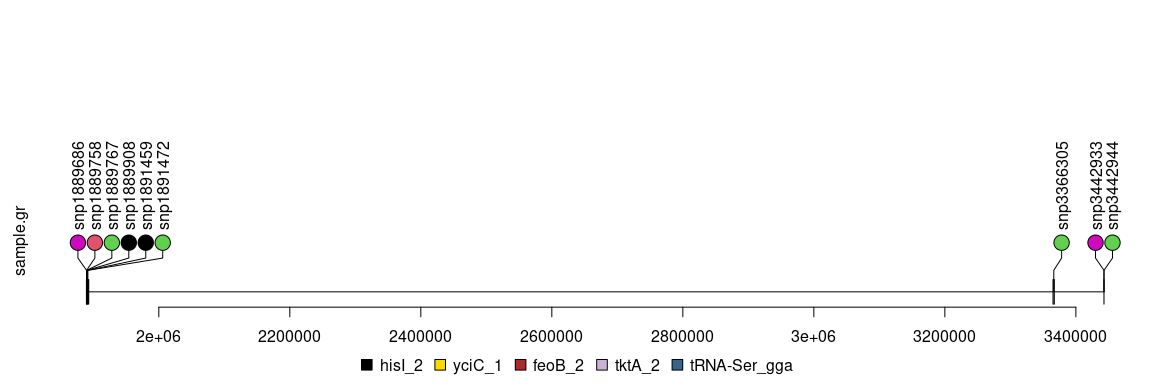 snp1889686
snp1889758
snp1889767
snp1889908
snp1891459
snp1891472
snp3366305
snp3442933
snp3442944
sample.gr
2e+06 2200000 2400000 2600000 2800000 3e+06 3200000 3400000
hisI_2 yciC_1 feoB_2 tktA_2 tRNA-Ser_gga